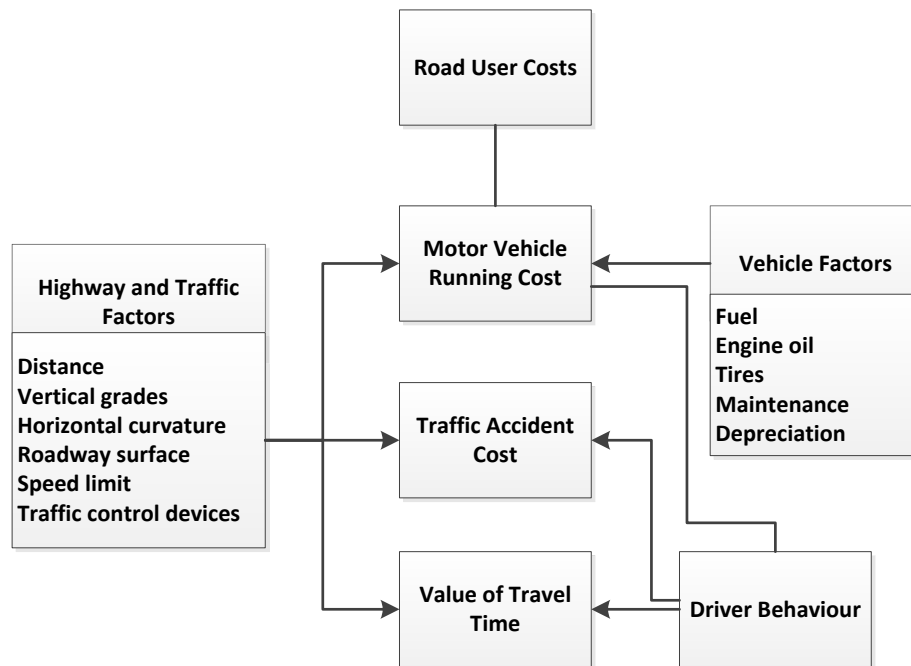 Road User Costs
Motor Vehicle
Running Cost
Vehicle Factors
Fuel
Engine oil
Tires
Maintenance
Depreciation
Highway and Traffic
Factors
Distance
Vertical grades
Horizontal curvature
Roadway surface
Speed limit
Traffic control devices
Traffic Accident
Cost
Value of Travel
Time
Driver Behaviour